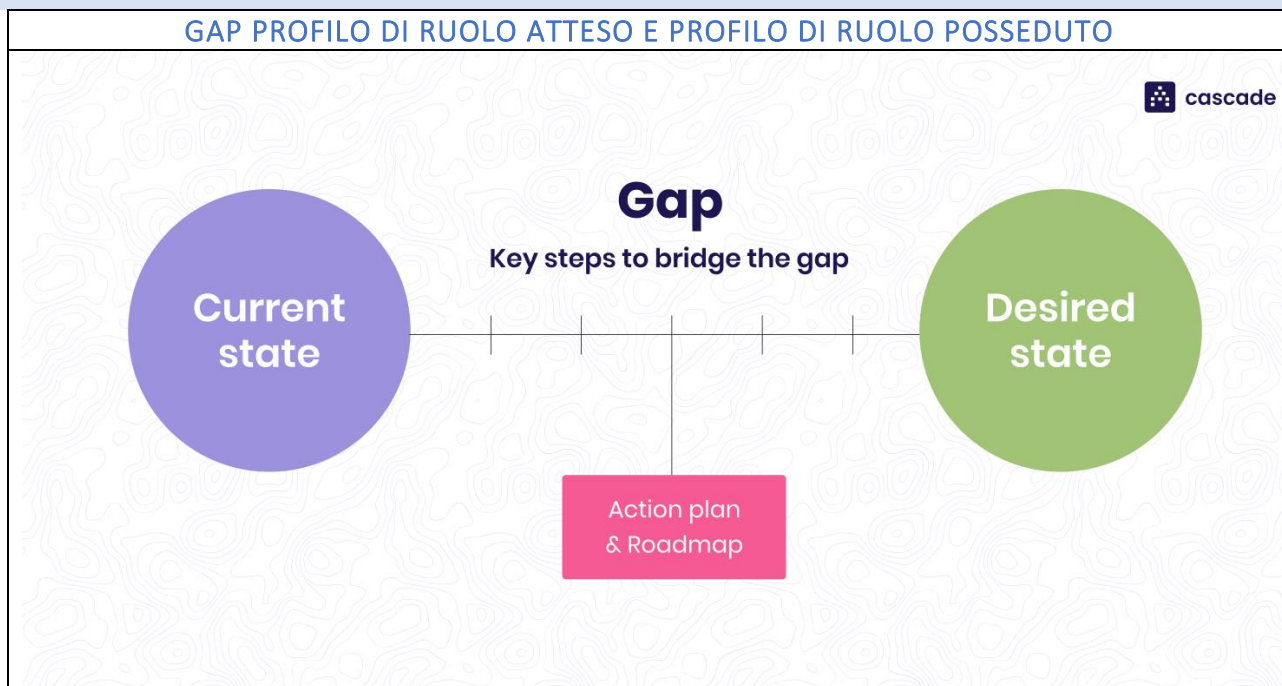 GAP PROFILO DI RUOLO ATTESO E PROFILO DI RUOLO POSSEDUTO
cascade
Gap
Key steps to bridge the gap
Current
state
Desired
state
Action plan
& Roadmap